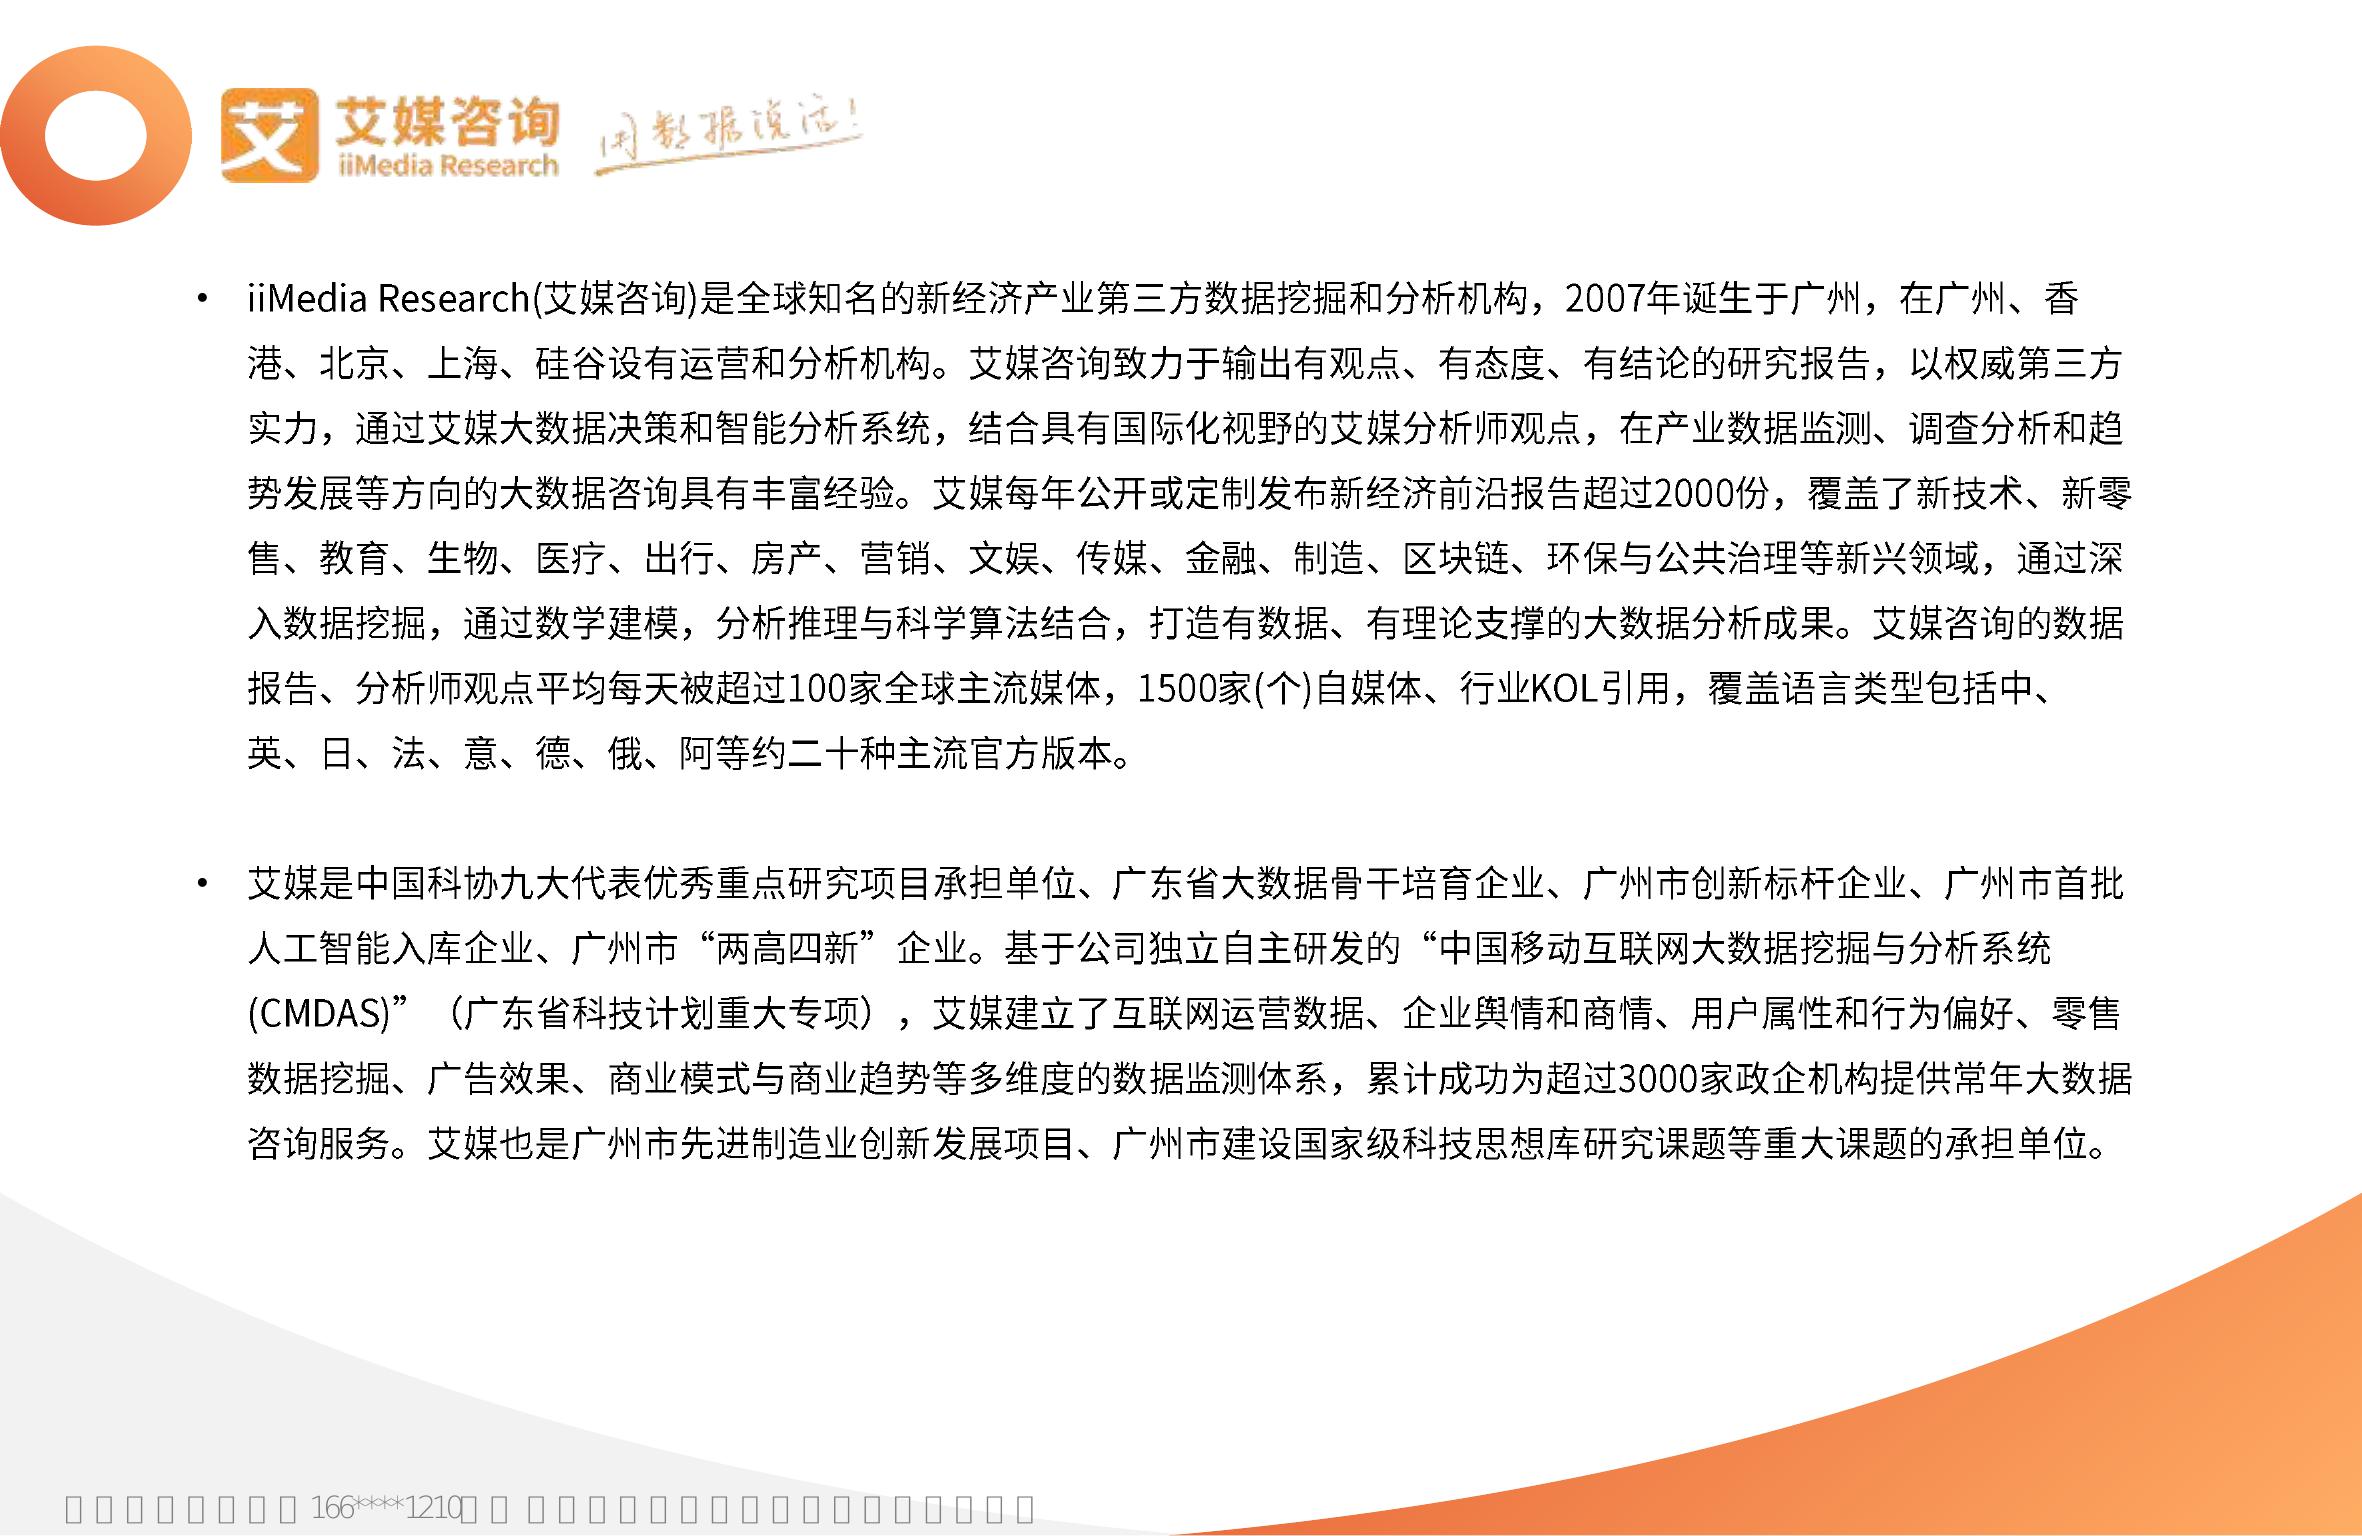 艾媒咨询
iiMedia Research
用数据说话!
• iiMedia Research(艾媒咨询)是全球知名的新经济产业第三方数据挖掘和分析机构，2007年诞生于广州，在广州、香
港、北京、上海、硅谷设有运营和分析机构。艾媒咨询致力于输出有观点、有态度、有结论的研究报告，以权威第三方
实力，通过艾媒大数据决策和智能分析系统，结合具有国际化视野的艾媒分析师观点，在产业数据监测、调查分析和趋
势发展等方向的大数据咨询具有丰富经验。艾媒每年公开或定制发布新经济前沿报告超过2000份，覆盖了新技术、新零
售、教育、生物、医疗、出行、房产、营销、文娱、传媒、金融、制造、区块链、环保与公共治理等新兴领域，通过深
入数据挖掘，通过数学建模，分析推理与科学算法结合，打造有数据、有理论支撑的大数据分析成果。艾媒咨询的数据
报告、分析师观点平均每天被超过100家全球主流媒体，1500家(个)自媒体、行业KOL引用，覆盖语言类型包括中、
英、日、法、意、德、俄、阿等约二十种主流官方版本。
• 艾媒是中国科协九大代表优秀重点研究项目承担单位、广东省大数据骨干培育企业、广州市创新标杆企业、广州市首批
人工智能入库企业、广州市“两高四新”企业。基于公司独立自主研发的“中国移动互联网大数据挖掘与分析系统
(CMDAS)”（广东省科技计划重大专项），艾媒建立了互联网运营数据、企业舆情和商情、用户属性和行为偏好、零售
数据挖掘、广告效果、商业模式与商业趋势等多维度的数据监测体系，累计成功为超过3000家政企机构提供常年大数据
咨询服务。艾媒也是广州市先进制造业创新发展项目、广州市建设国家级科技思想库研究课题等重大课题的承担单位。
166****1210